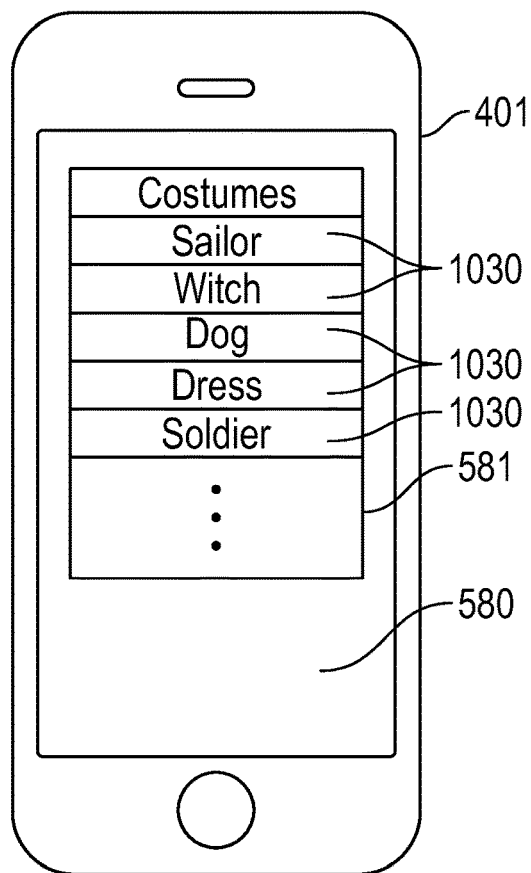 401
Costumes
Sailor
1030
Witch
Dog
1030
Dress
1030
Soldier
581
580